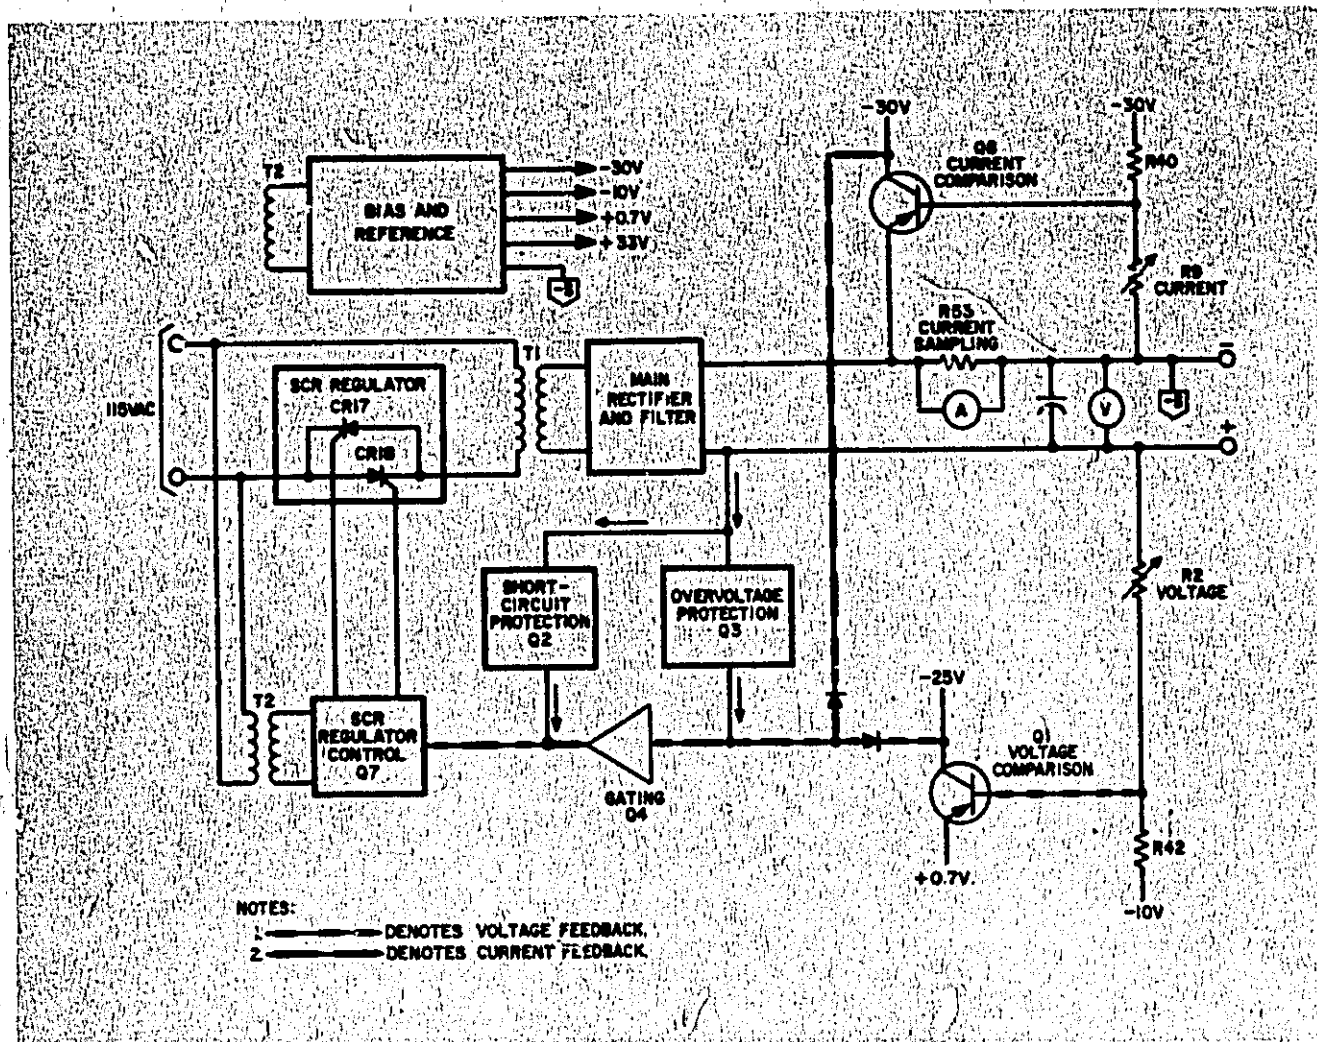 -30V
-30V
Q8
CURRENT
COMPARISON
R40
T2
BIAS AND
REFERENCE
-30V
-10V
+0.7V
+33V
-S
R9
CURRENT
R53
CURRENT
SAMPLING
T1
115VAC
SCR REGULATOR
CR17
CR18
MAIN
RECTIFIER
AND FILTER
A
V
-S
-
+
SHORT-
CIRCUIT
PROTECTION
Q2
OVERVOLTAGE
PROTECTION
Q3
R2
VOLTAGE
T2
SCR
REGULATOR
CONTROL
Q7
GATING
Q4
-25V
Q1
VOLTAGE
COMPARISON
+0.7V.
R42
-10V
NOTES:
1. DENOTES VOLTAGE FEEDBACK.
2. DENOTES CURRENT FEEDBACK.